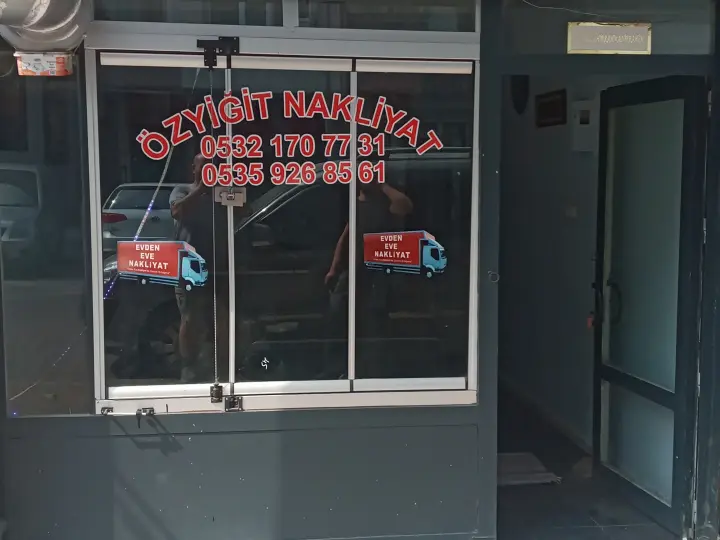 ÖZYİĞİT NAKLİYAT
0532 170 77 31
0535 926 85 61
EVDEN
EVE
NAKLİYAT
EVDEN
EVE
NAKLİYAT